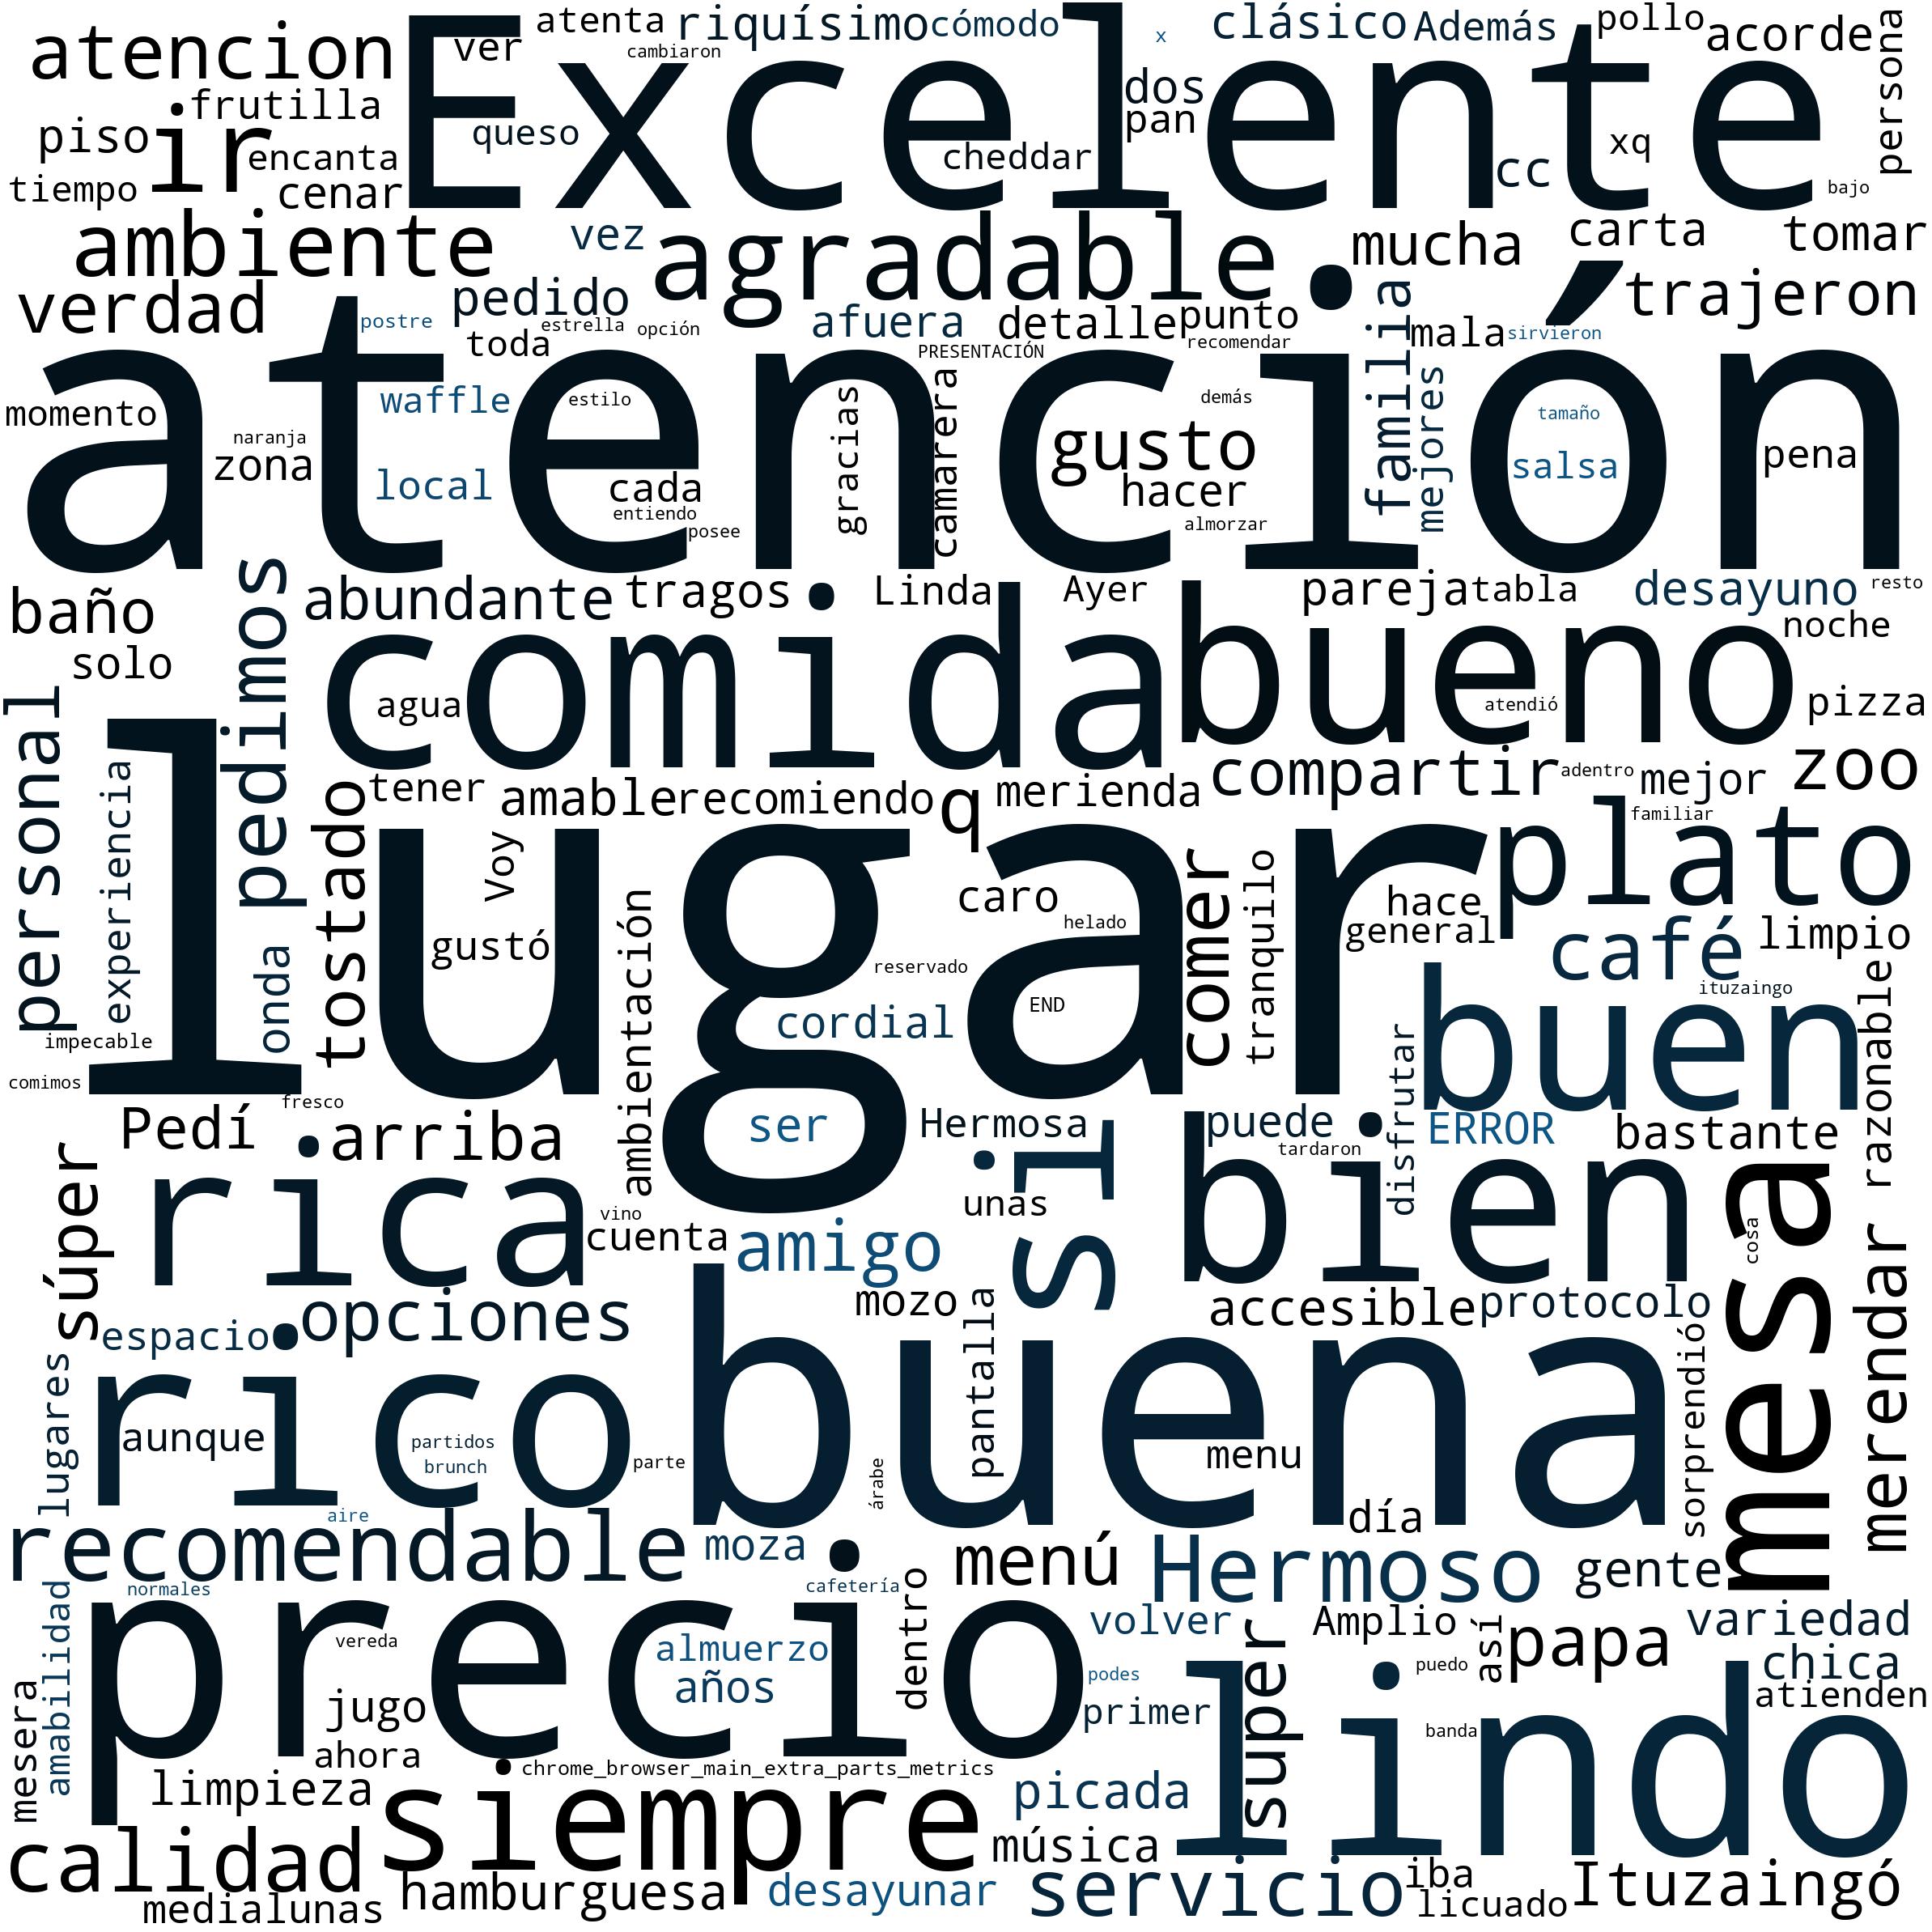 atenta
riquísimo
cómodo
x
clásico
Además
pollo
acorde
persona
atencion
ver
cambiaron
Excelente
frutilla
piso
ir
encanta
queso
cheddar
dos
pan
cc
xq
bajo
tiempo
cenar
ambiente
vez
agradable
mucha
carta
tomar
verdad
postre
pedido
estrella
opción
toda
afuera
detalle
punto
familia
mala
sirvieron
trajeron
PRESENTACIÓN
recomendar
atención
momento
waffle
estilo
gracias
camarera
demás
mejores
tamaño
naranja
zona
local
cada
entiendo
posee
gusto
hacer
almorzar
salsa
pena
baño
pedimos
abundante
tragos
Linda
Ayer
pareja
tabla
desayuno
resto
noche
solo
comida
bueno
agua
atendió
pizza
personal
experiencia
tostado
tener
amable
recomiendo
q
merienda
compartir
adentro
mejor
zoo
familiar
lugar
Voy
plato
caro
comer
tranquilo
hace
general
helado
gustó
ambientación
reservado
END
café
limpio
onda
cordial
buen
ituzaingo
razonable
impecable
comimos
fresco
Pedí
arriba
ser
Hermosa
si
puede
tardaron
disfrutar
ERROR
bastante
mesa
súper
rica
vino
cuenta
unas
bien
amigo
cosa
merendar
espacio
opciones
mozo
pantalla
accesible
protocolo
sorprendió
lugares
rico
buena
aunque
partidos
brunch
parte
árabe
menu
día
recomendable
aire
moza
menú
Hermoso
gente
normales
cafetería
amabilidad
precio
vereda
almuerzo
años
dentro
volver
super
Amplio
así
papa
variedad
podes
puedo
chica
mesera
jugo
primer
lindo
banda
atienden
ahora
chrome_browser_main_extra_parts_metrics
limpieza
siempre
picada
música
calidad
medialunas
hamburguesa
desayunar
servicio
iba
licuado
Ituzaingó